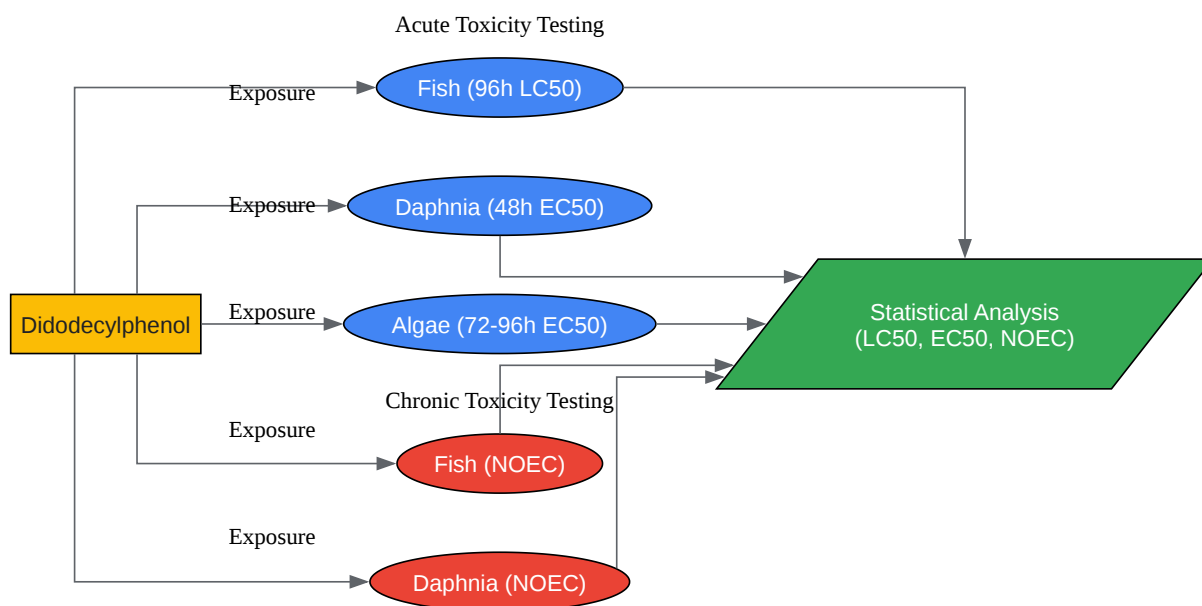 Acute Toxicity Testing
Exposure
Fish (96h LC50)
Exposure
Daphnia (48h EC50)
Didodecylphenol
Exposure
Algae (72-96h EC50)
Statistical Analysis
(LC50, EC50, NOEC)
Chronic Toxicity Testing
Exposure
Fish (NOEC)
Exposure
Daphnia (NOEC)